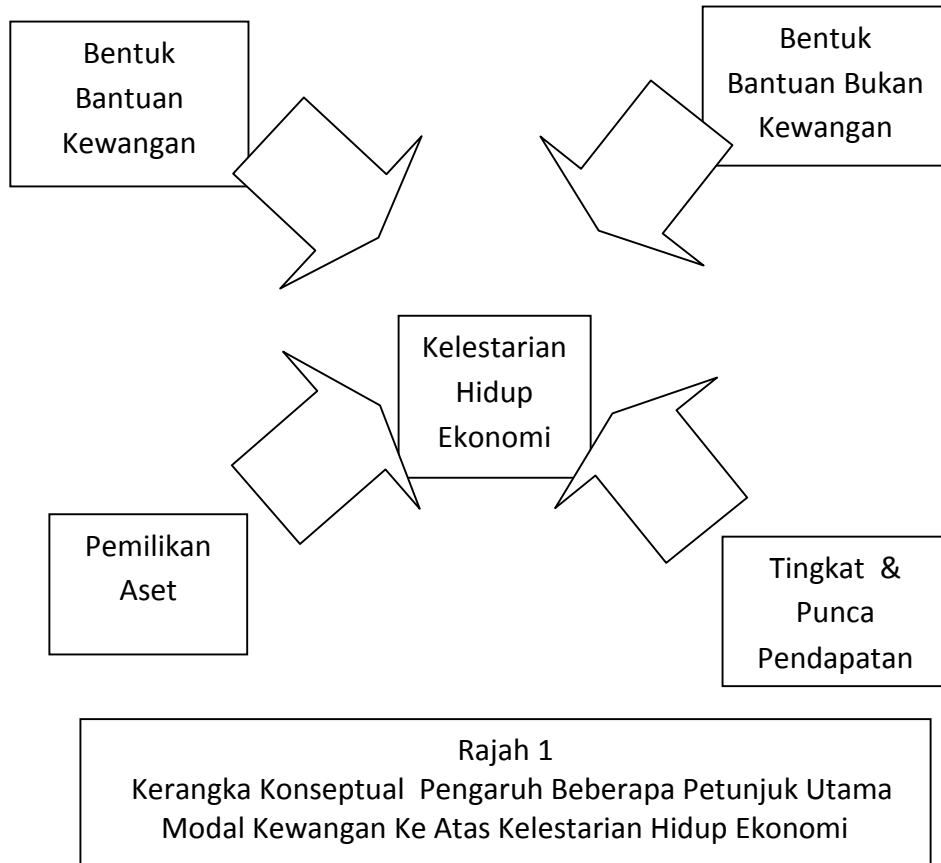 Bentuk
Bantuan
Kewangan
Bentuk
Bantuan Bukan
Kewangan
Kelestarian
Hidup
Ekonomi
Pemilikan
Aset
Tingkat & 
Punca
Pendapatan
Rajah 1
Kerangka Konseptual Pengaruh Beberapa Petunjuk Utama
Modal Kewangan Ke Atas Kelestarian Hidup Ekonomi